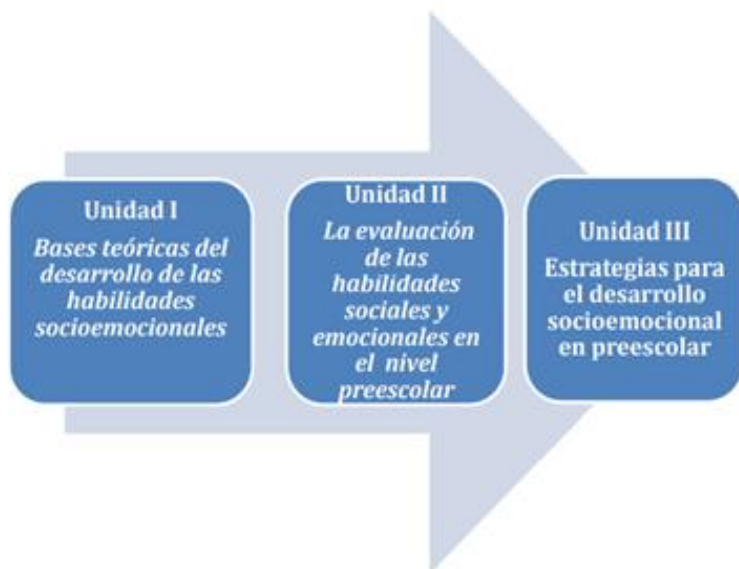 Unidad I
Bases teóricas del
desarrollo de las
habilidades
socioemocionales
Unidad II
La evaluación
de las
habilidades
sociales y
emocionales en
el nivel
preescolar
Unidad III
Estrategias para
el desarrollo
socioemocional
en preescolar